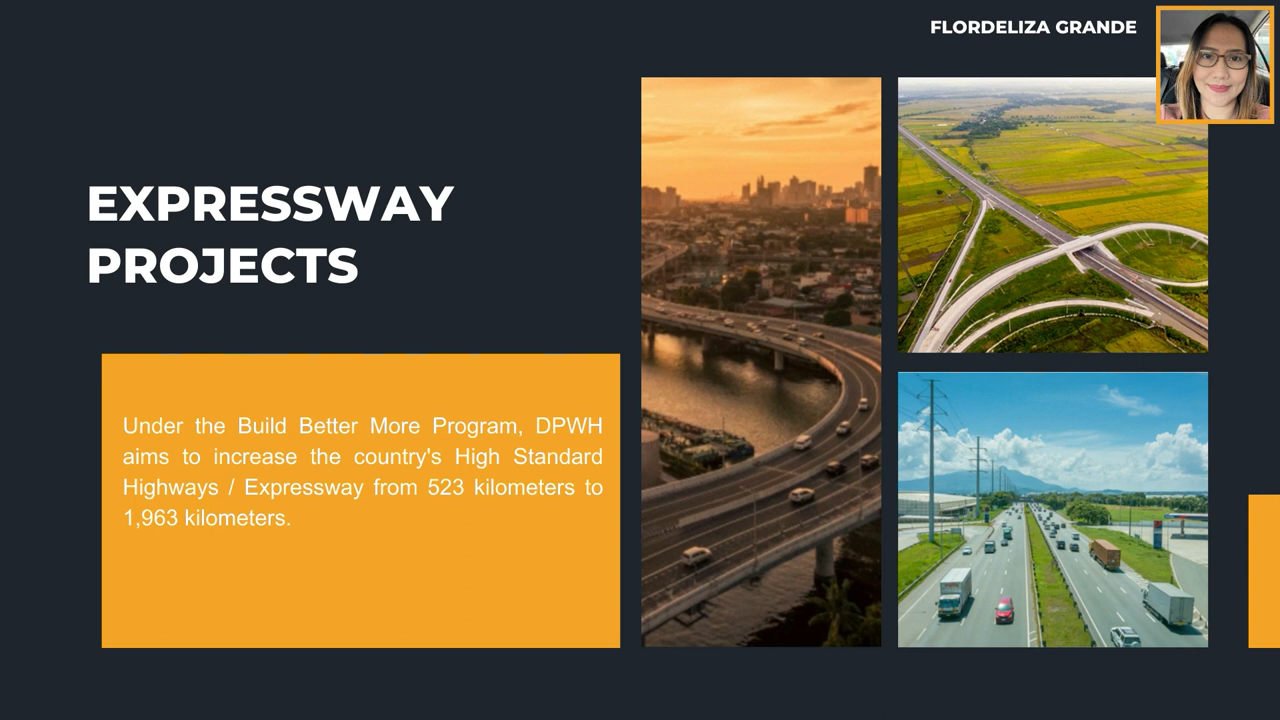 FLORDELIZA GRANDE
EXPRESSWAY
PROJECTS
Under the Build Better More Program, DPWH
aims to increase the country's High Standard
Highways / Expressway from 523 kilometers to
1,963 kilometers.